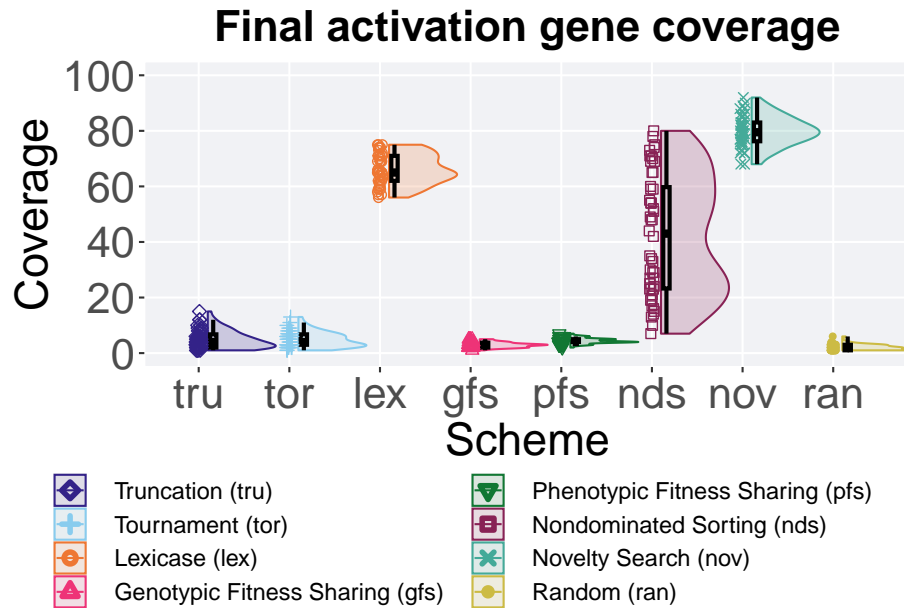 Final activation gene coverage
Coverage
100
80
60
40
20
0
tru tor lex gfs pfs nds nov ran
Scheme
Truncation (tru)
Tournament (tor)
Lexicase (lex)
Genotypic Fitness Sharing (gfs)
Phenotypic Fitness Sharing (pfs)
Nondominated Sorting (nds)
Novelty Search (nov)
Random (ran)